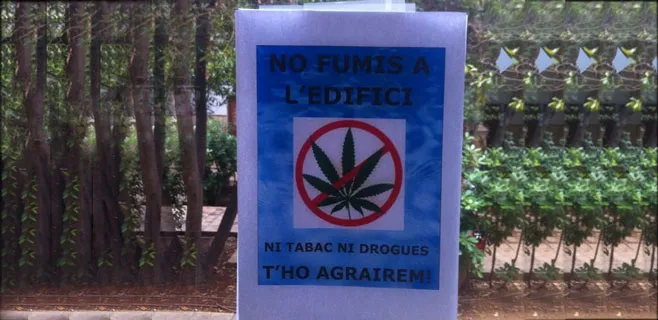 NO FUMIS A
L'EDIFICI
NI TABAC NI DROGUES
T'HO AGRAIREM!